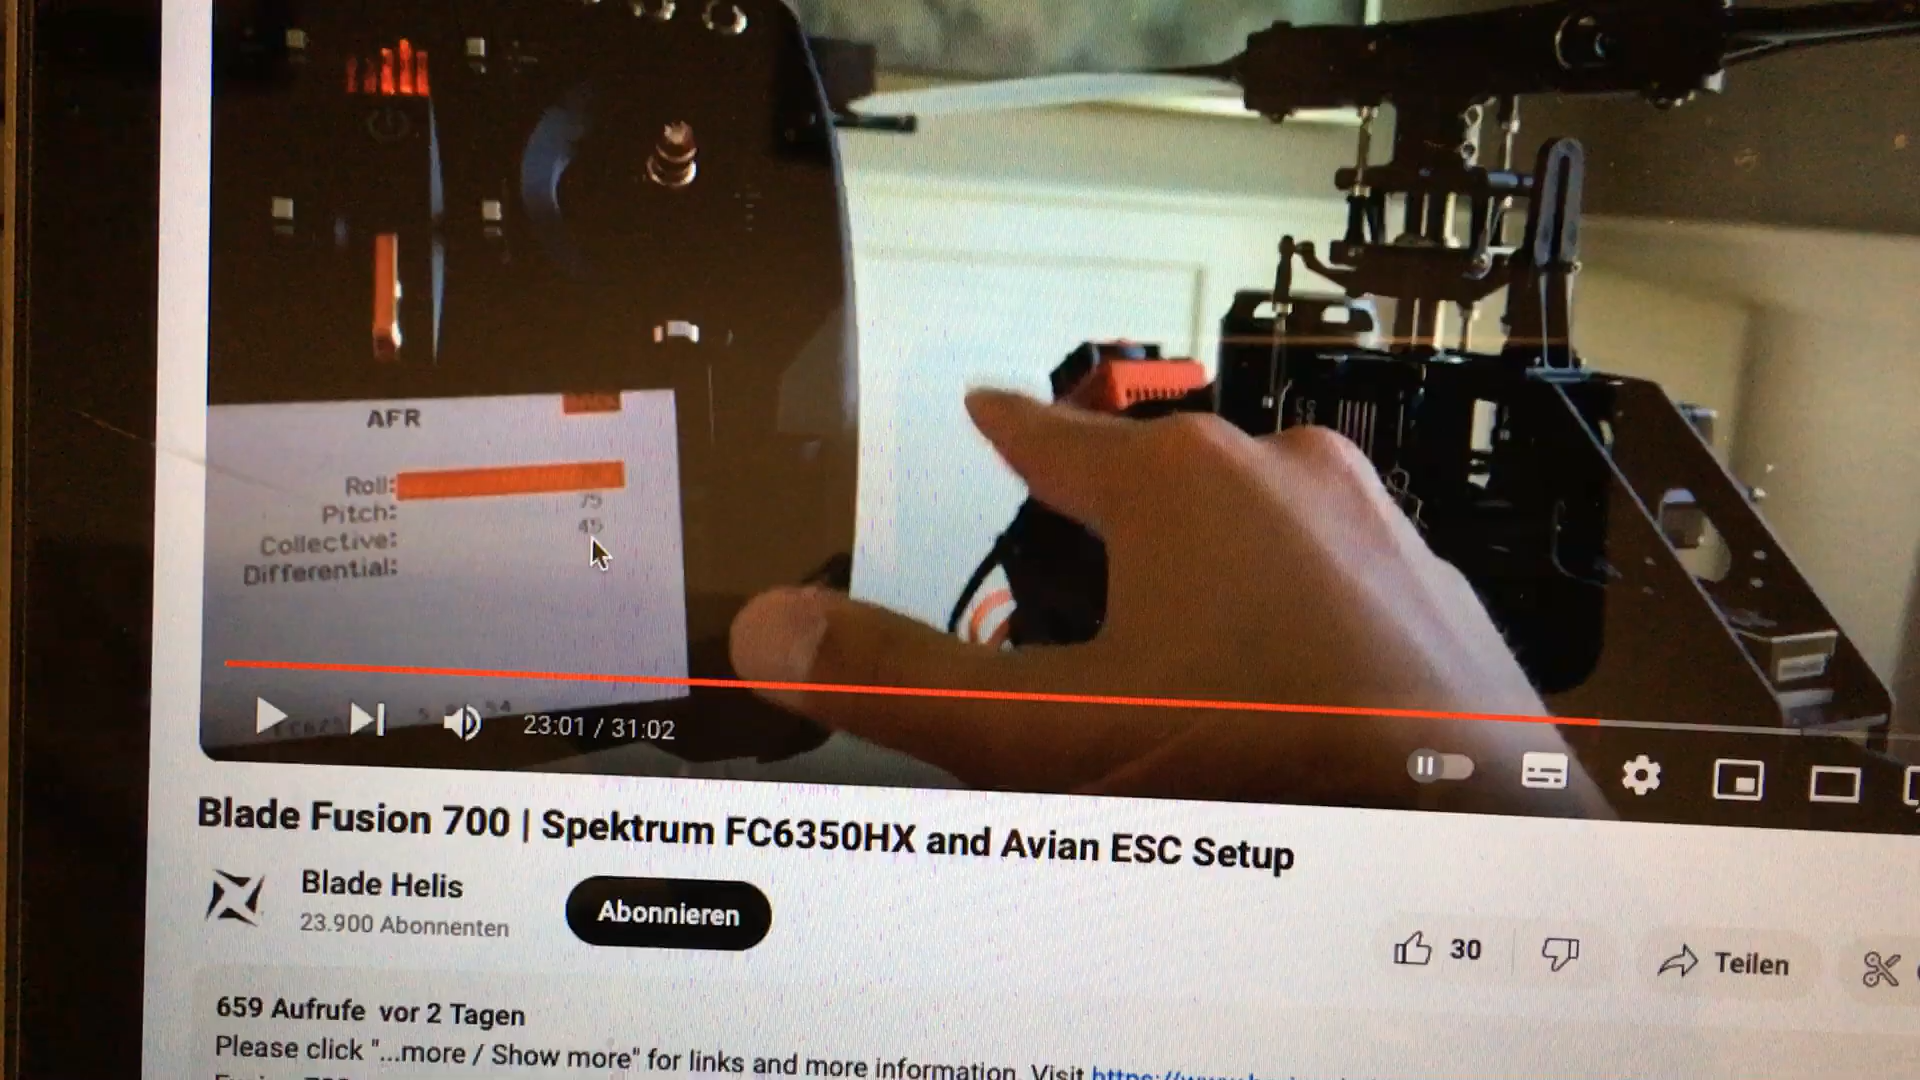 AFR
Roll:
Pitch: 75
Collective: 45
Differential:
23:01 / 31:02
Blade Fusion 700 | Spektrum FC6350HX and Avian ESC Setup
Blade Helis
23.900 Abonnenten
Abonnieren
30
Teilen
659 Aufrufe vor 2 Tagen
Please click "...more / Show more" for links and more information. Visit